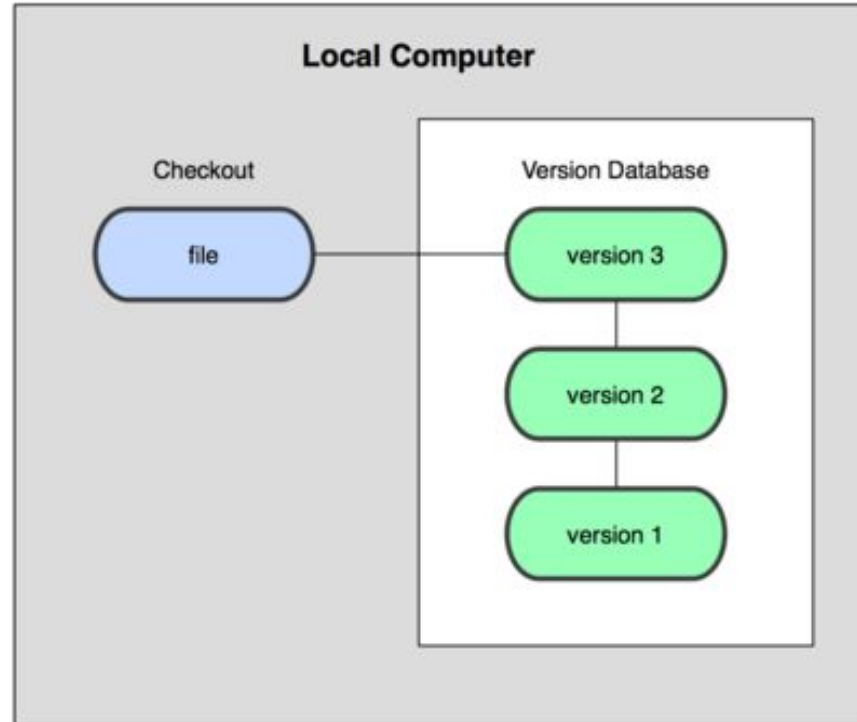 Local Computer
Checkout
Version Database
file
version 3
version 2
version 1